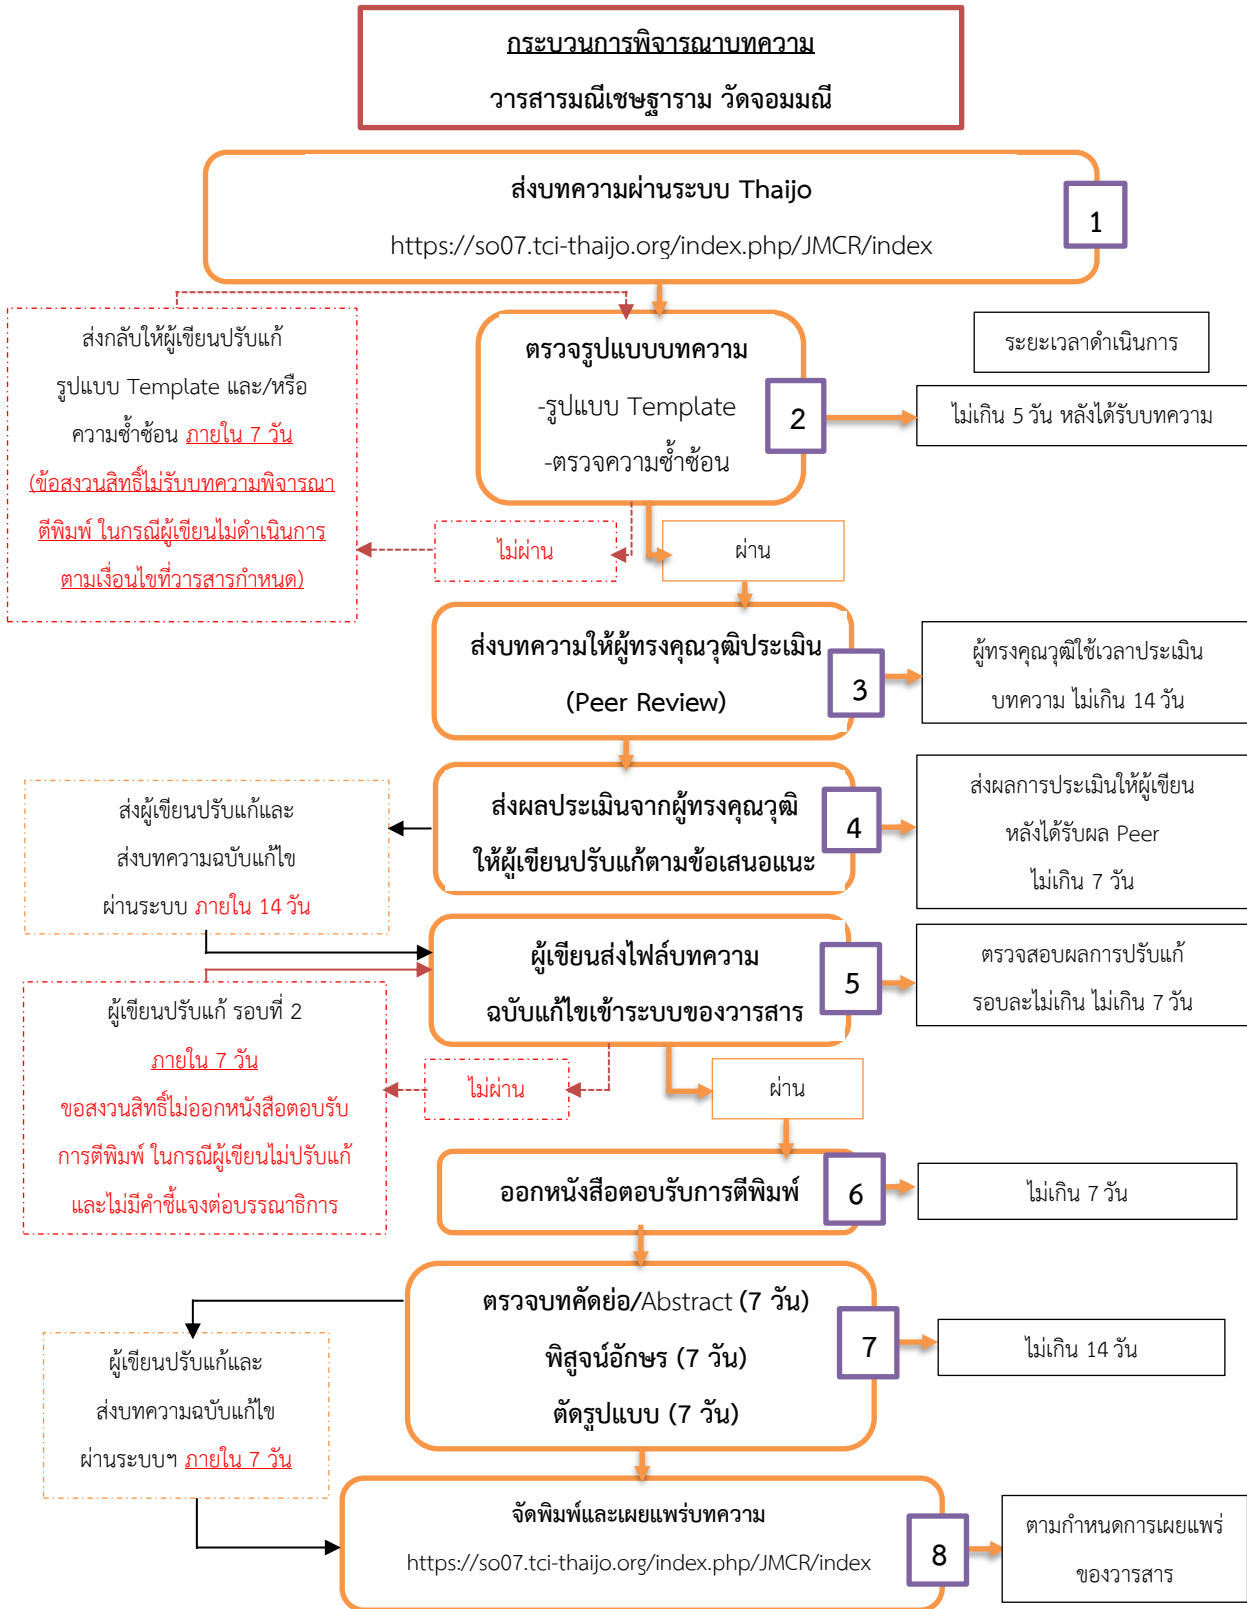 กระบวนการพิจารณาบทความ
วารสารมณีเชษฐาราม วัดจอมมณี
ส่งบทความผ่านระบบ Thaijo
https://so07.tci-thaijo.org/index.php/JMCR/index
1
ส่งกลับให้ผู้เขียนปรับแก้
รูปแบบ Template และ/หรือ
ความซ้ำซ้อน ภายใน 7 วัน
(ข้อสงวนสิทธิ์ไม่รับบทความพิจารณา
ตีพิมพ์ ในกรณีผู้เขียนไม่ดำเนินการ
ตามเงื่อนไขที่วารสารกำหนด)
ตรวจรูปแบบบทความ
-รูปแบบ Template
-ตรวจความซ้ำซ้อน
2
ระยะเวลาดำเนินการ
ไม่เกิน 5 วัน หลังได้รับบทความ
ไม่ผ่าน
ผ่าน
ส่งบทความให้ผู้ทรงคุณวุฒิประเมิน
(Peer Review)
3
ผู้ทรงคุณวุฒิใช้เวลาประเมิน
บทความ ไม่เกิน 14 วัน
ส่งผู้เขียนปรับแก้และ
ส่งบทความฉบับแก้ไข
ผ่านระบบ ภายใน 14 วัน
ส่งผลประเมินจากผู้ทรงคุณวุฒิ
ให้ผู้เขียนปรับแก้ตามข้อเสนอแนะ
4
ส่งผลการประเมินให้ผู้เขียน
หลังได้รับผล Peer
ไม่เกิน 7 วัน
ผู้เขียนส่งไฟล์บทความ
ฉบับแก้ไขเข้าระบบของวารสาร
5
ตรวจสอบผลการปรับแก้
รอบละไม่เกิน ไม่เกิน 7 วัน
ผู้เขียนปรับแก้ รอบที่ 2
ภายใน 7 วัน
ขอสงวนสิทธิ์ไม่ออกหนังสือตอบรับ
การตีพิมพ์ ในกรณีผู้เขียนไม่ปรับแก้
และไม่มีคำชี้แจงต่อบรรณาธิการ
ไม่ผ่าน
ผ่าน
ออกหนังสือตอบรับการตีพิมพ์
6
ไม่เกิน 7 วัน
ตรวจบทคัดย่อ/Abstract (7 วัน)
พิสูจน์อักษร (7 วัน)
ตัดรูปแบบ (7 วัน)
7
ไม่เกิน 14 วัน
ผู้เขียนปรับแก้และ
ส่งบทความฉบับแก้ไข
ผ่านระบบฯ ภายใน 7 วัน
จัดพิมพ์และเผยแพร่บทความ
https://so07.tci-thaijo.org/index.php/JMCR/index
8
ตามกำหนดการเผยแพร่
ของวารสาร